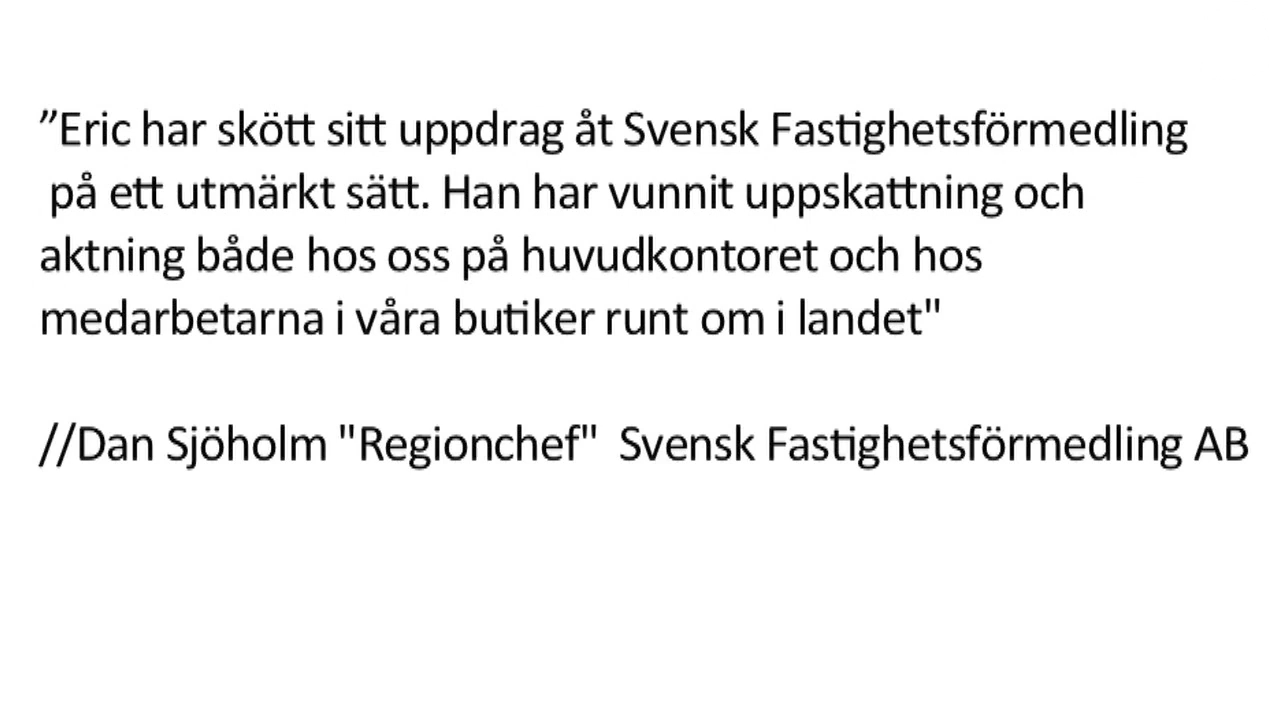 ”Eric har skött sitt uppdrag åt Svensk Fastighetsförmedling
på ett utmärkt sätt. Han har vunnit uppskattning och
aktning både hos oss på huvudkontoret och hos
medarbetarna i våra butiker runt om i landet"
//Dan Sjöholm "Regionchef"  Svensk Fastighetsförmedling AB